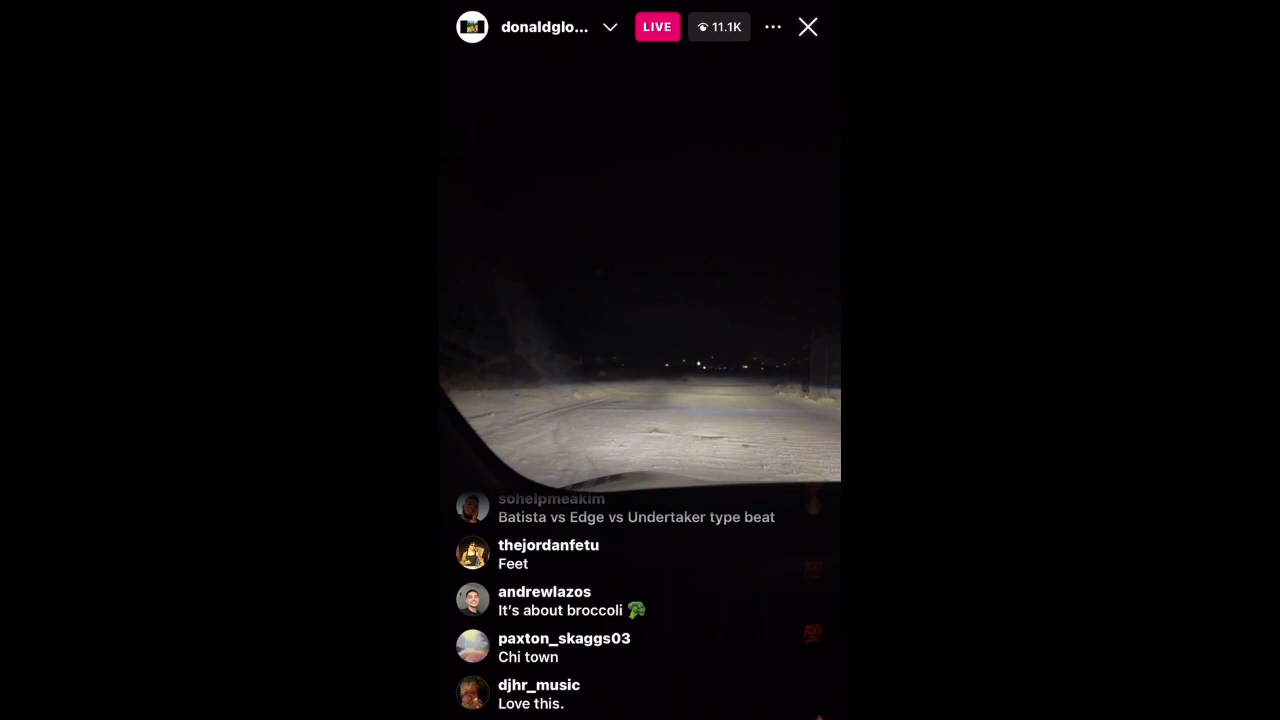 donaldglo...
LIVE
11.1K
sohelpmeakim
Batista vs Edge vs Undertaker type beat
thejordanfetu
Feet
andrewlazos
It's about broccoli 🥦
paxton_skaggs03
Chi town
djhr_music
Love this.